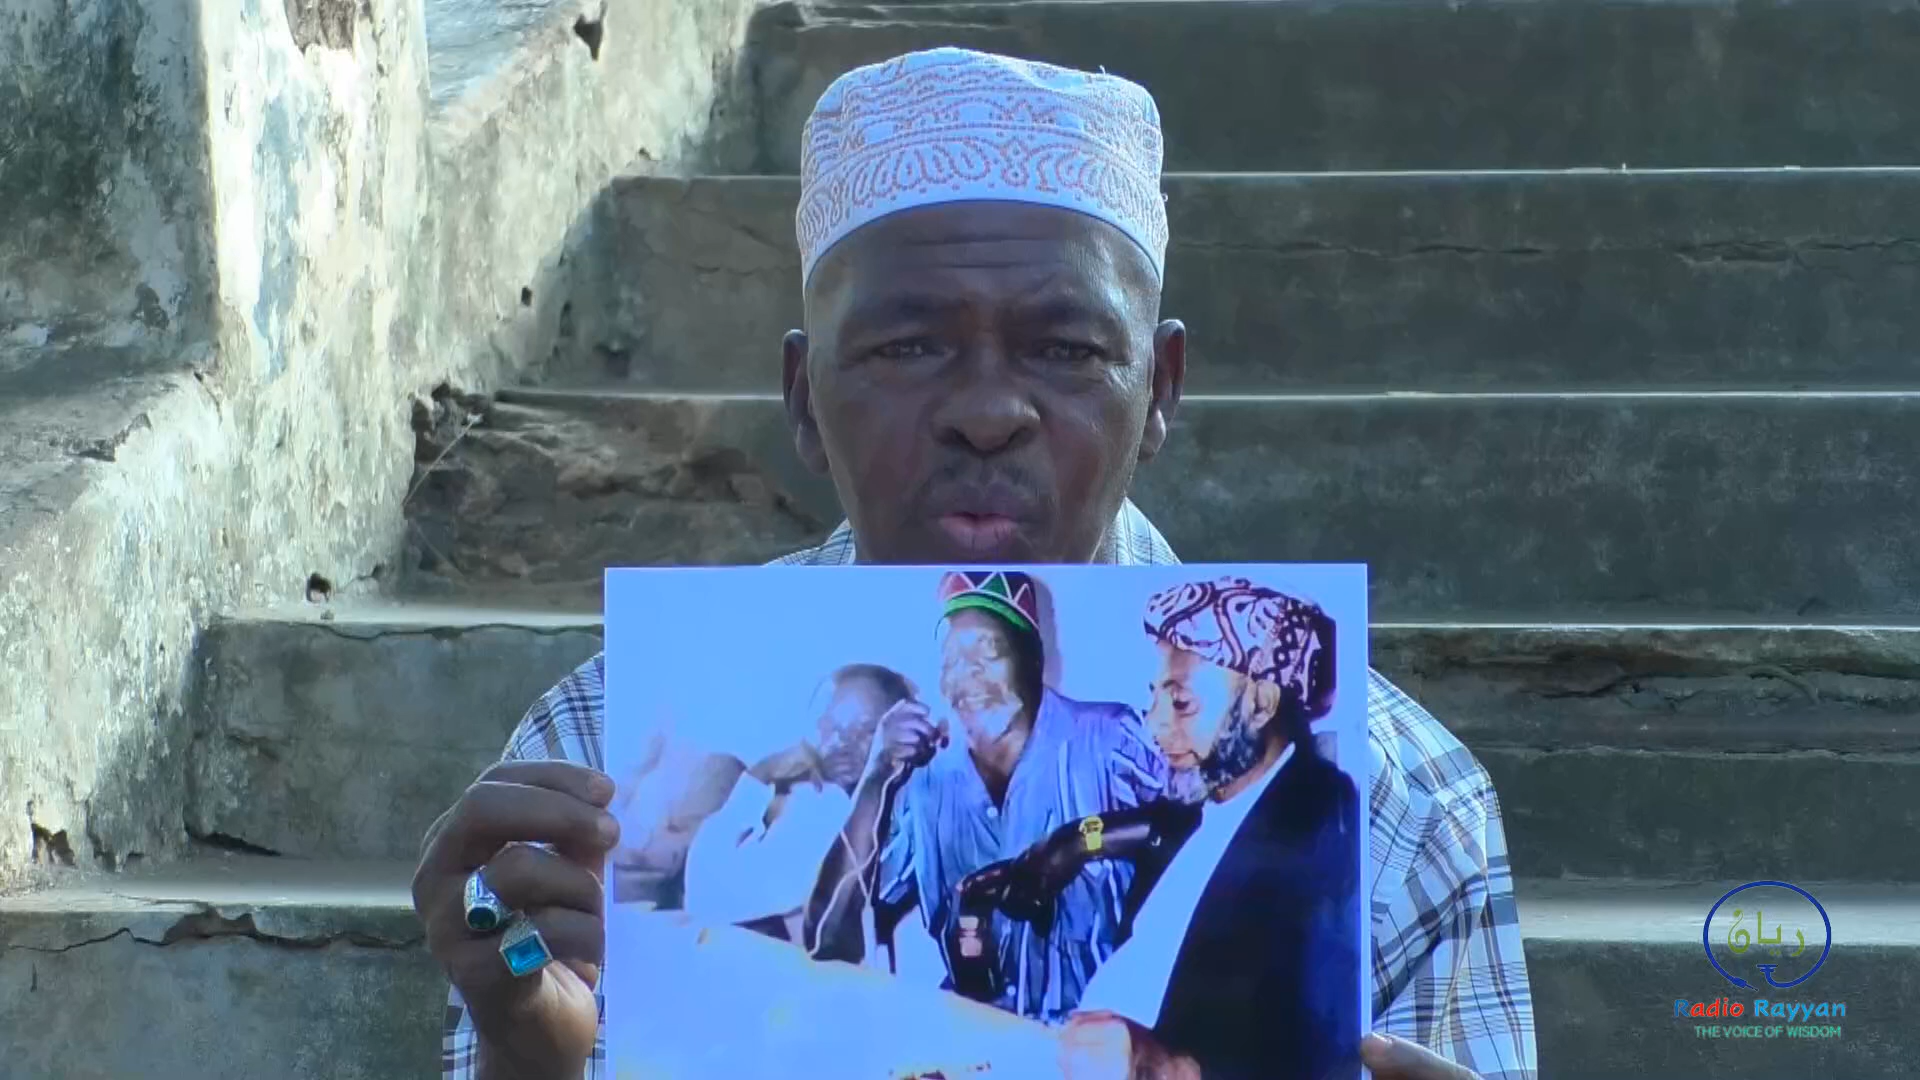 ريان
Radio Rayyan
THE VOICE OF WISDOM